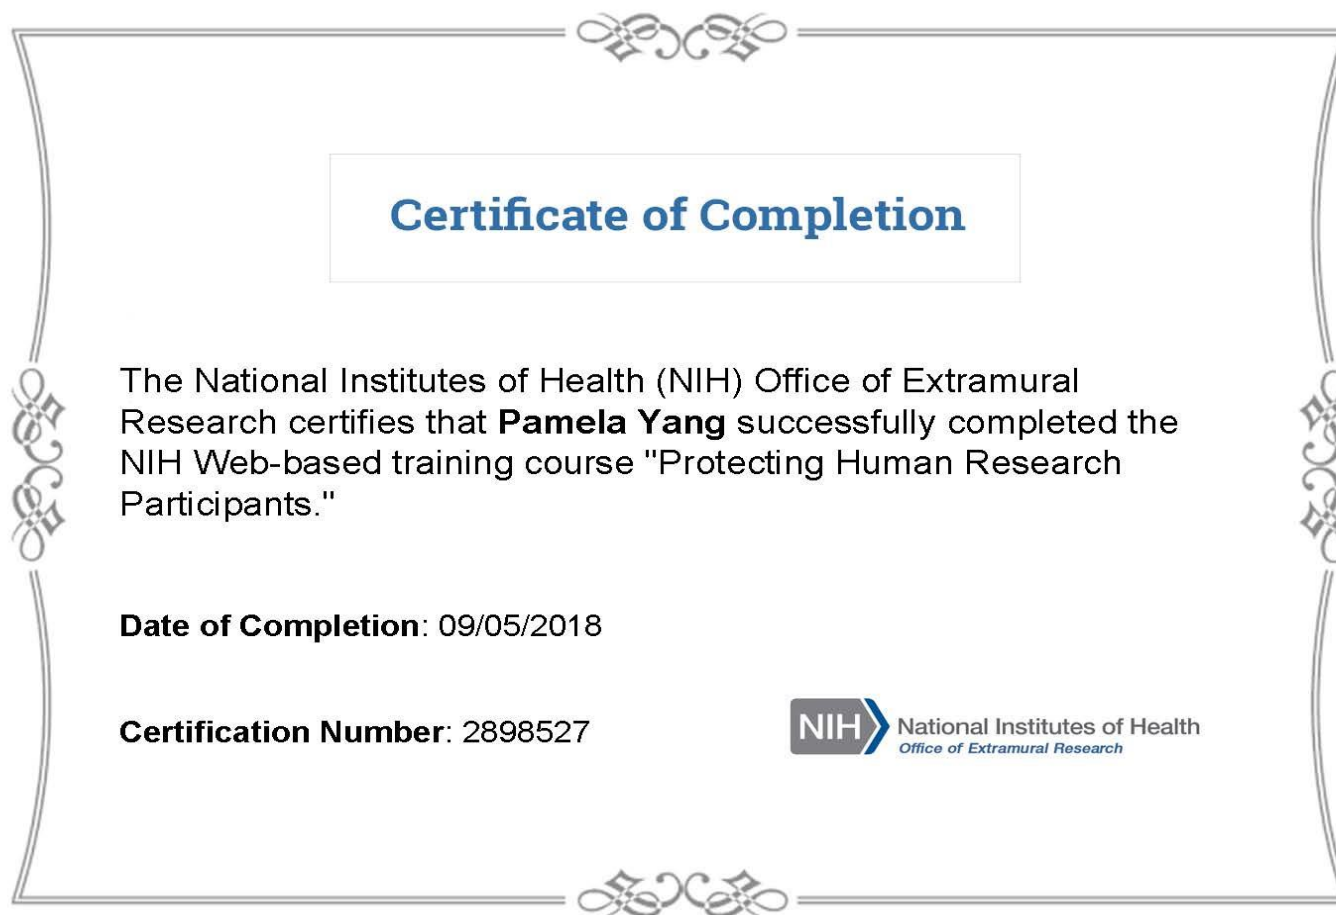 Certificate of Completion
The National Institutes of Health (NIH) Office of Extramural
Research certifies that Pamela Yang successfully completed the
NIH Web-based training course "Protecting Human Research
Participants."
Date of Completion: 09/05/2018
Certification Number: 2898527
NIH National Institutes of Health
Office of Extramural Research